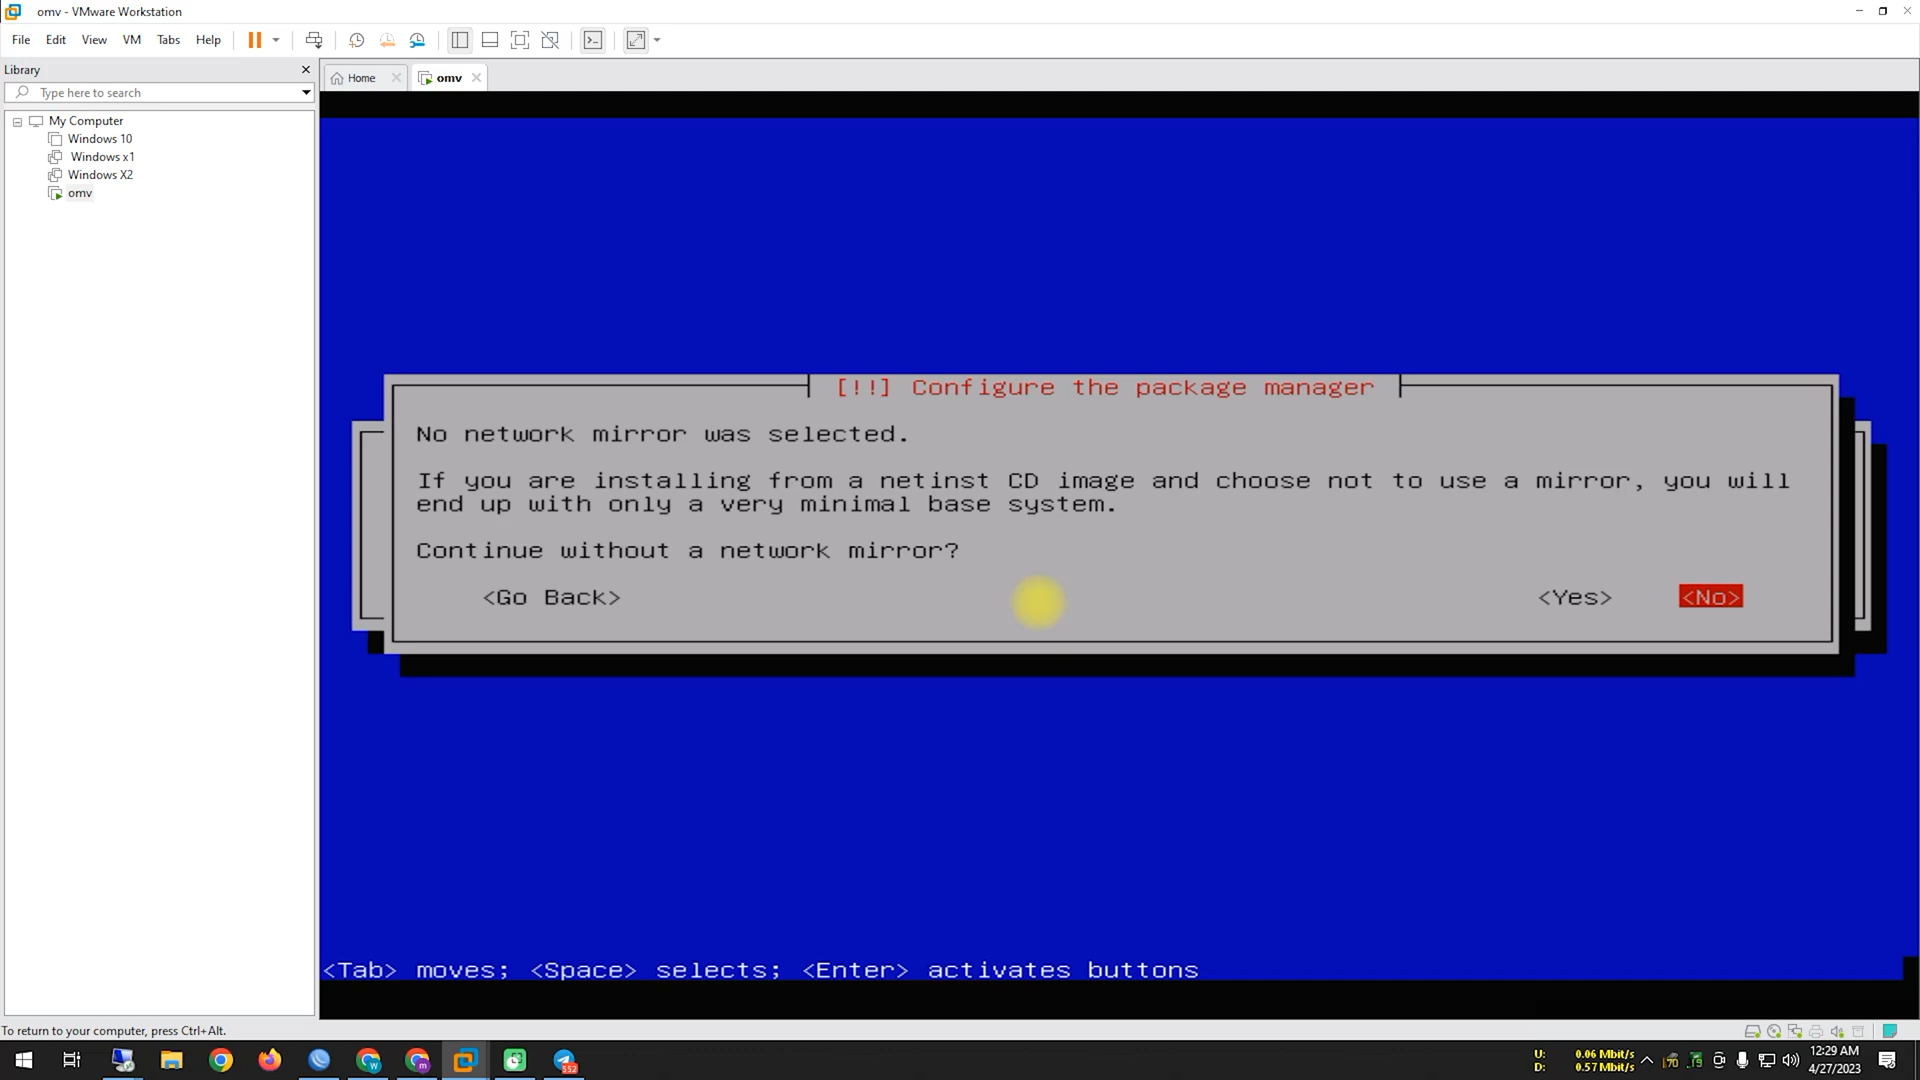 omv - VMware Workstation
File Edit View VM Tabs Help
Library
Type here to search
My Computer
Windows 10
Windows x1
Windows X2
omv
Home
omv
[!!] Configure the package manager
No network mirror was selected.
If you are installing from a netinst CD image and choose not to use a mirror, you will
end up with only a very minimal base system.
Continue without a network mirror?
<Go Back> <Yes> <No>
<Tab> moves; <Space> selects; <Enter> activates buttons
To return to your computer, press Ctrl+Alt.
552
U: 0.06 Mbit/s
D: 0.57 Mbit/s
12:29 AM
4/27/2023